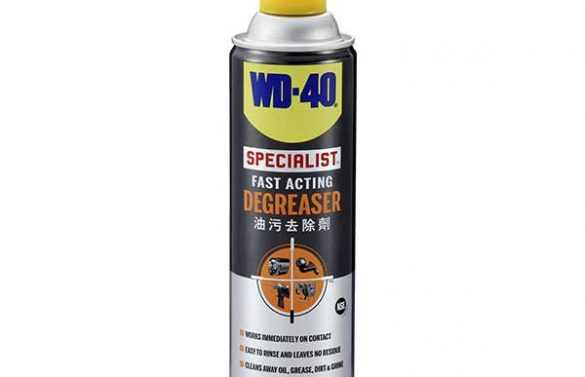 WD-40
SPECIALIST
FAST ACTING
DEGREASER
油污去除劑
NSF
WORKS IMMEDIATELY ON CONTACT
EASY TO RINSE AND LEAVES NO RESIDUE
CLEANS AWAY OIL, GREASE, DIRT & GRIME